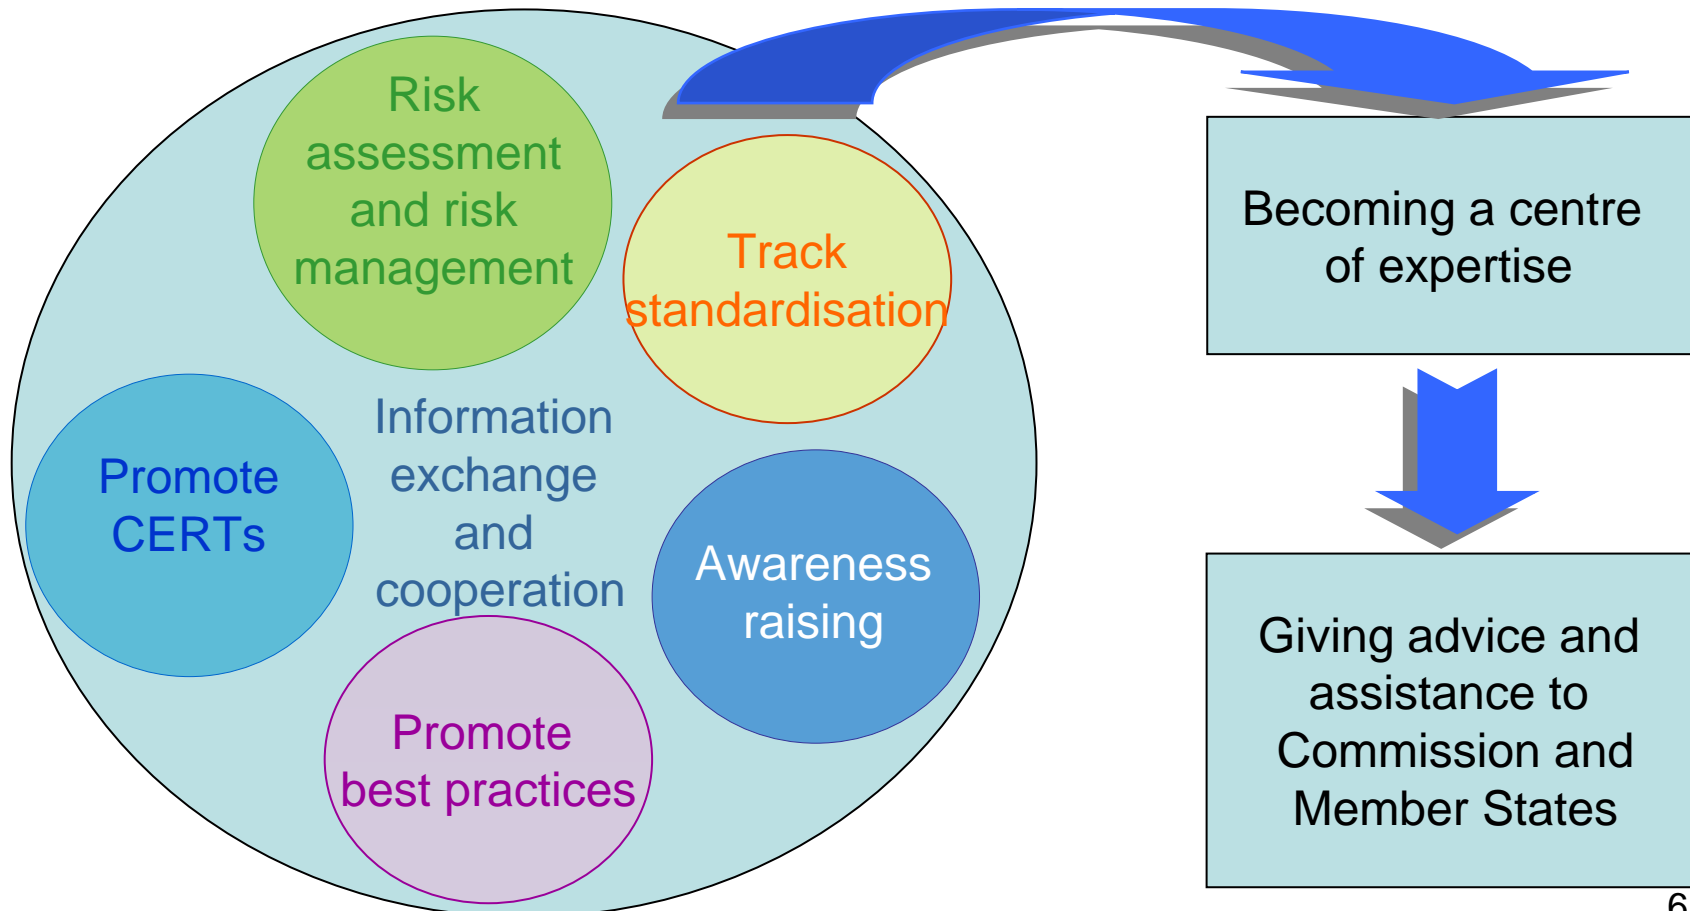 Risk
assessment
and risk
management
Track
standardisation
Information
exchange
and
cooperation
Promote
CERTs
Awareness
raising
Promote
best practices
Becoming a centre
of expertise
Giving advice and
assistance to
Commission and
Member States
6